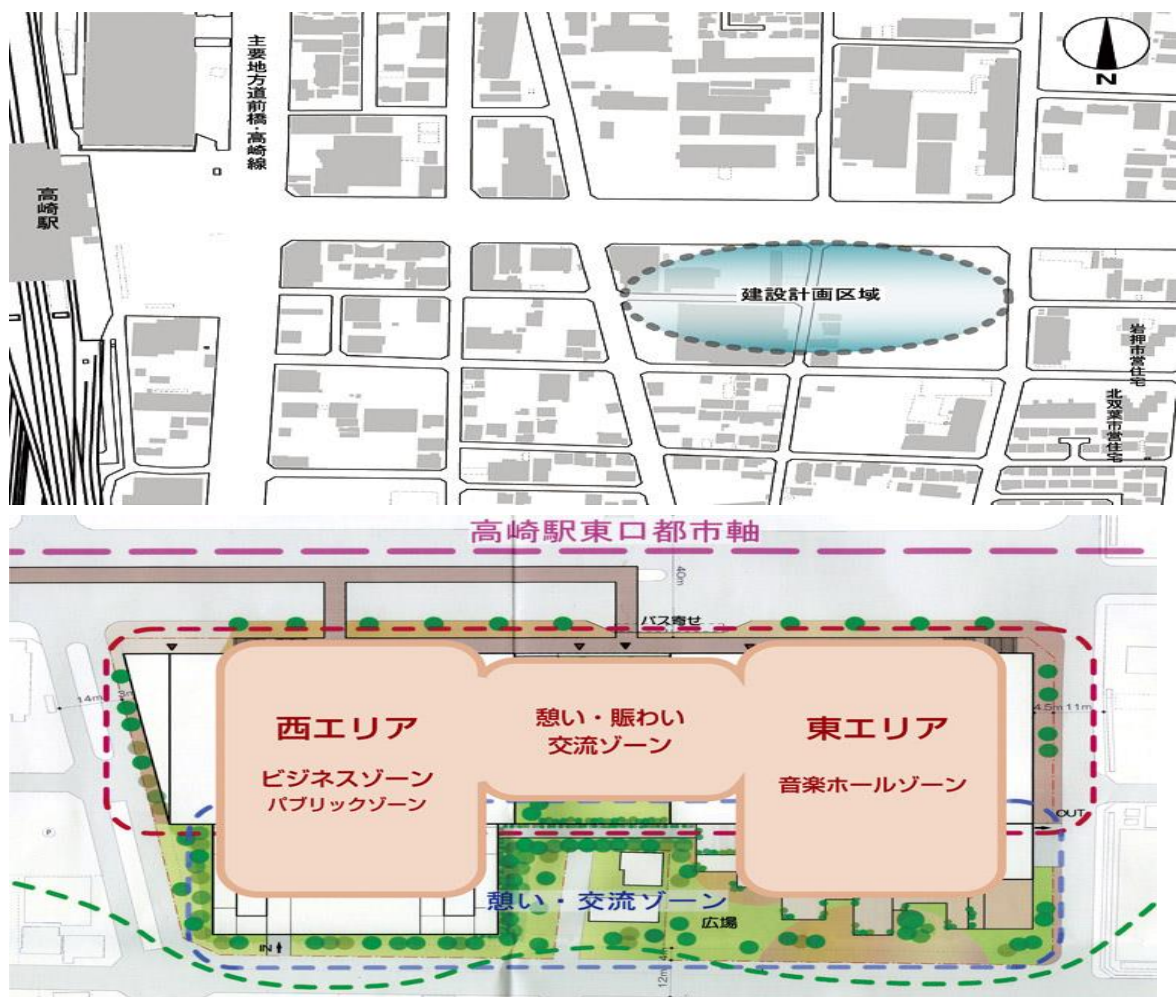 主要地方道前橋・高崎線
N
高崎駅
建設計画区域
岩押市営住宅
北双葉市営住宅
高崎駅東口都市軸
40m
バス寄せ
14m
3m
西エリア
ビジネスゾーン
パブリックゾーン
憩い・賑わい
交流ゾーン
東エリア
音楽ホールゾーン
4.5m
11m
OUT
P
憩い・交流ゾーン
広場
IN
12m
4m